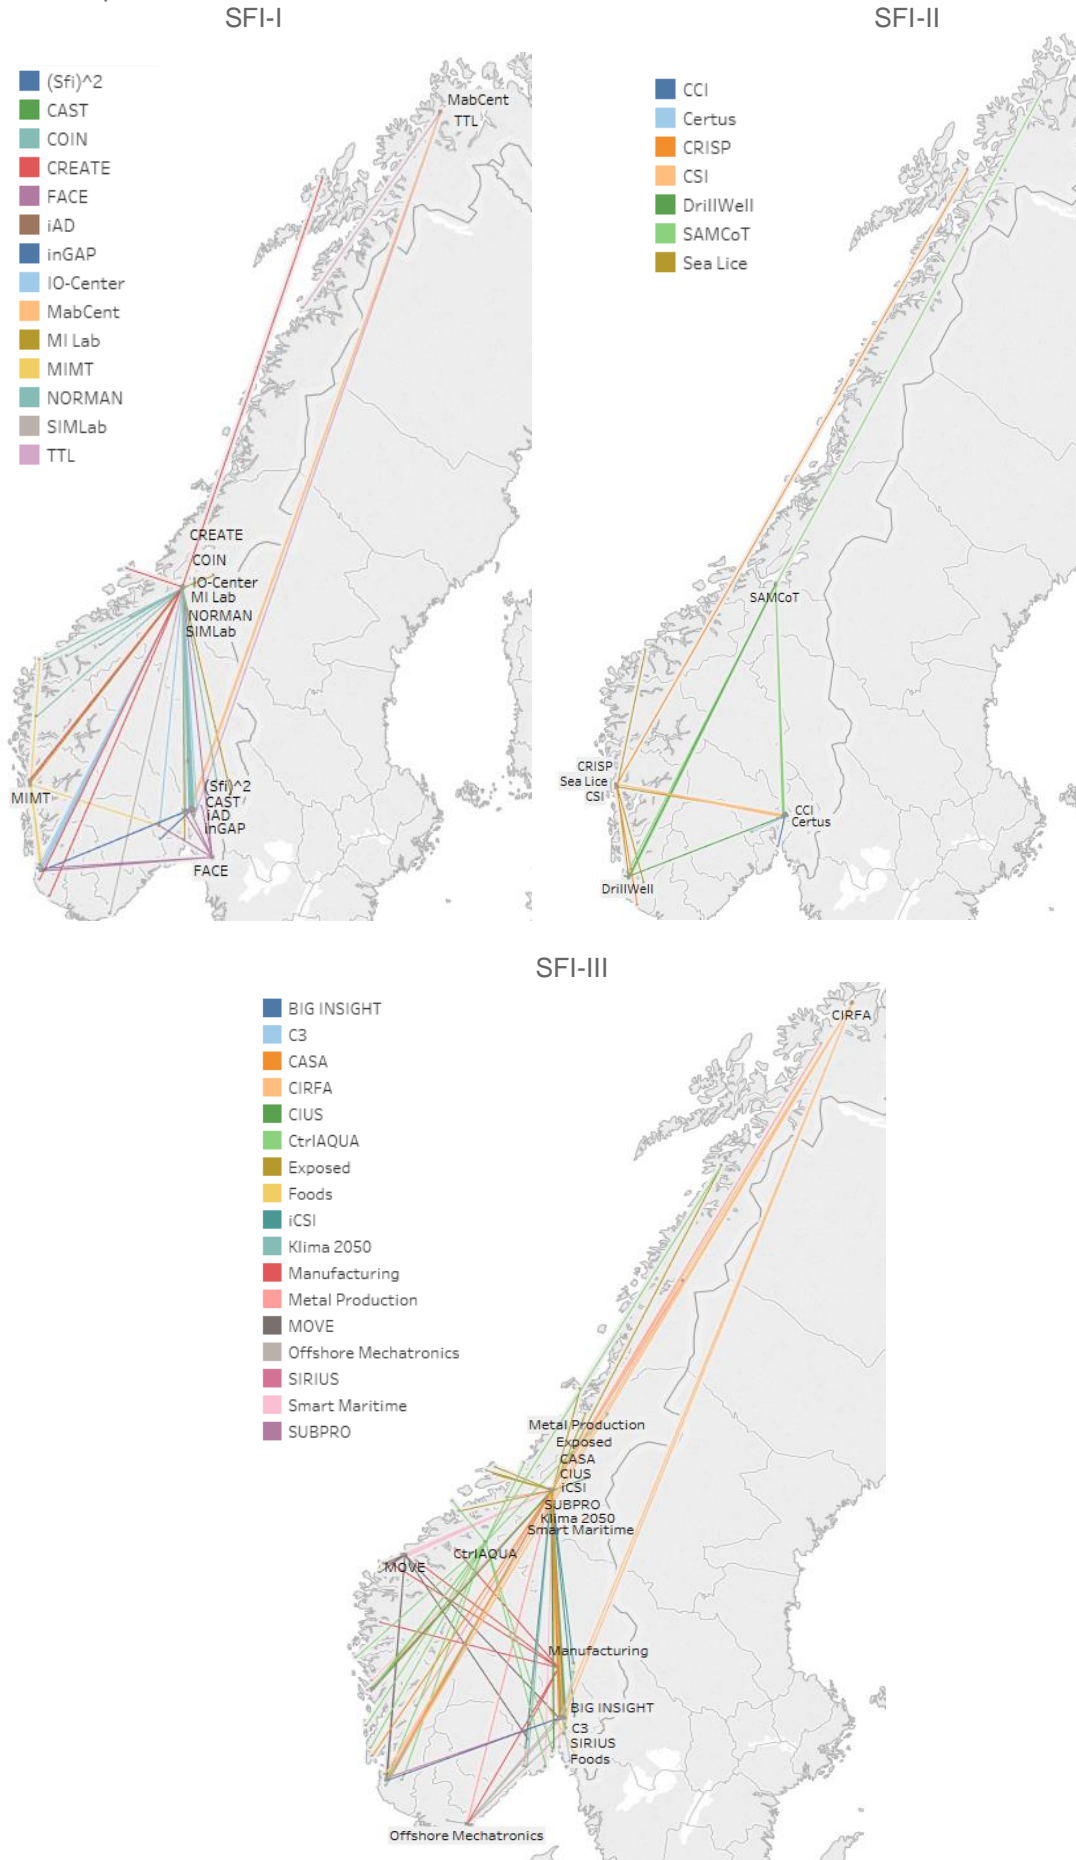 SFI-I
(Sfi)^2
CAST
COIN
CREATE
FACE
iAD
inGAP
IO-Center
MabCent
MI Lab
MIMT
NORMAN
SIMLab
TTL
MabCent
TTL
CREATE
COIN
IO-Center
MI Lab
NORMAN
SIMLab
(Sfi)^2
CAST
iAD
inGAP
MIMT
FACE
SFI-II
CCI
Certus
CRISP
CSI
DrillWell
SAMCoT
Sea Lice
SAMCoT
CRISP
Sea Lice
CSI
CCI
Certus
DrillWell
SFI-III
BIG INSIGHT
C3
CASA
CIRFA
CIUS
CtrlAQUA
Exposed
Foods
iCSI
Klima 2050
Manufacturing
Metal Production
MOVE
Offshore Mechatronics
SIRIUS
Smart Maritime
SUBPRO
CIRFA
Metal Production
Exposed
CASA
CIUS
iCSI
SUBPRO
Klima 2050
Smart Maritime
CtrlAQUA
MOVE
Manufacturing
BIG INSIGHT
C3
SIRIUS
Foods
Offshore Mechatronics